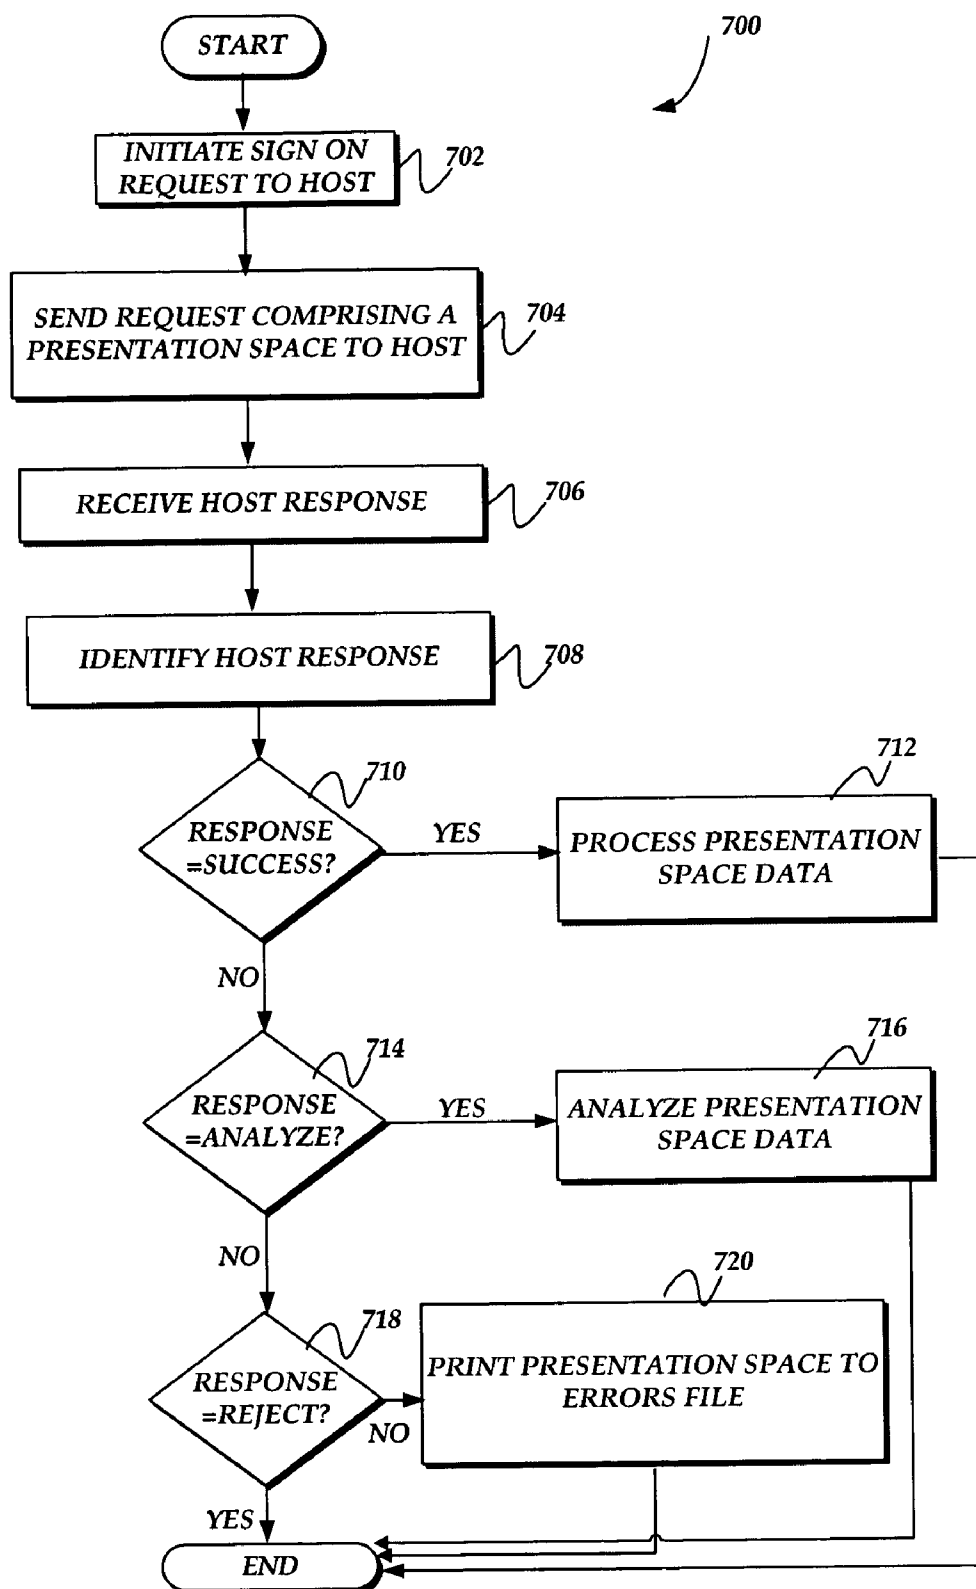 START
700
INITIATE SIGN ON
REQUEST TO HOST
702
SEND REQUEST COMPRISING A
PRESENTATION SPACE TO HOST
704
RECEIVE HOST RESPONSE
706
IDENTIFY HOST RESPONSE
708
RESPONSE
=SUCCESS?
710
YES
PROCESS PRESENTATION
SPACE DATA
712
NO
RESPONSE
=ANALYZE?
714
YES
ANALYZE PRESENTATION
SPACE DATA
716
NO
RESPONSE
=REJECT?
718
NO
PRINT PRESENTATION SPACE TO
ERRORS FILE
720
YES
END